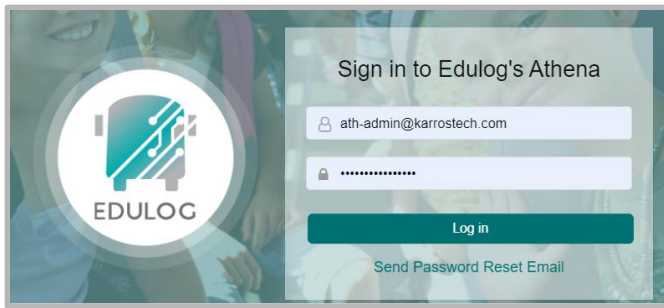 EDULOG
Sign in to Edulog's Athena
ath-admin@karrostech.com
••••••••••••••••
Log in
Send Password Reset Email